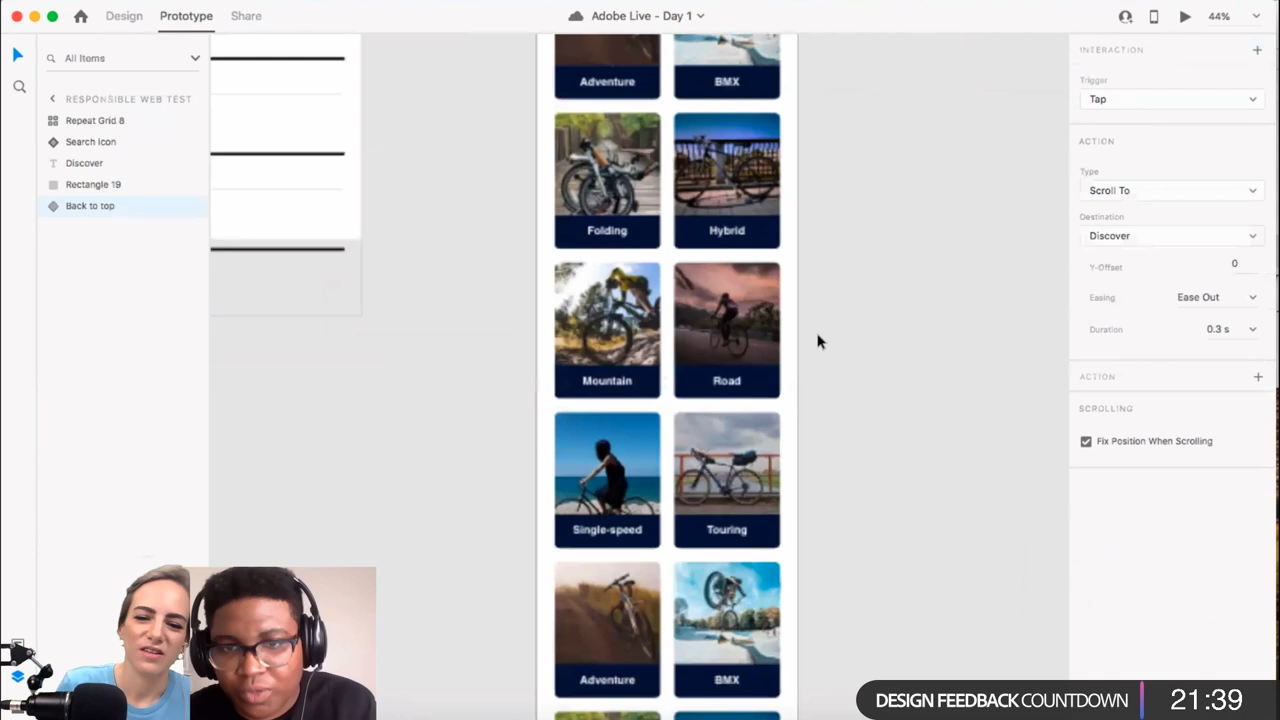 Design Prototype Share Adobe Live - Day 1 44%
All Items
RESPONSIBLE WEB TEST
Repeat Grid 8
Search Icon
Discover
Rectangle 19
Back to top
Adventure BMX
Folding Hybrid
Mountain Road
Single-speed Touring
Adventure BMX
INTERACTION
Trigger
Tap
ACTION
Type
Scroll To
Destination
Discover
Y-Offset 0
Easing Ease Out
Duration 0.3 s
ACTION
SCROLLING
Fix Position When Scrolling
DESIGN FEEDBACK COUNTDOWN 21:39